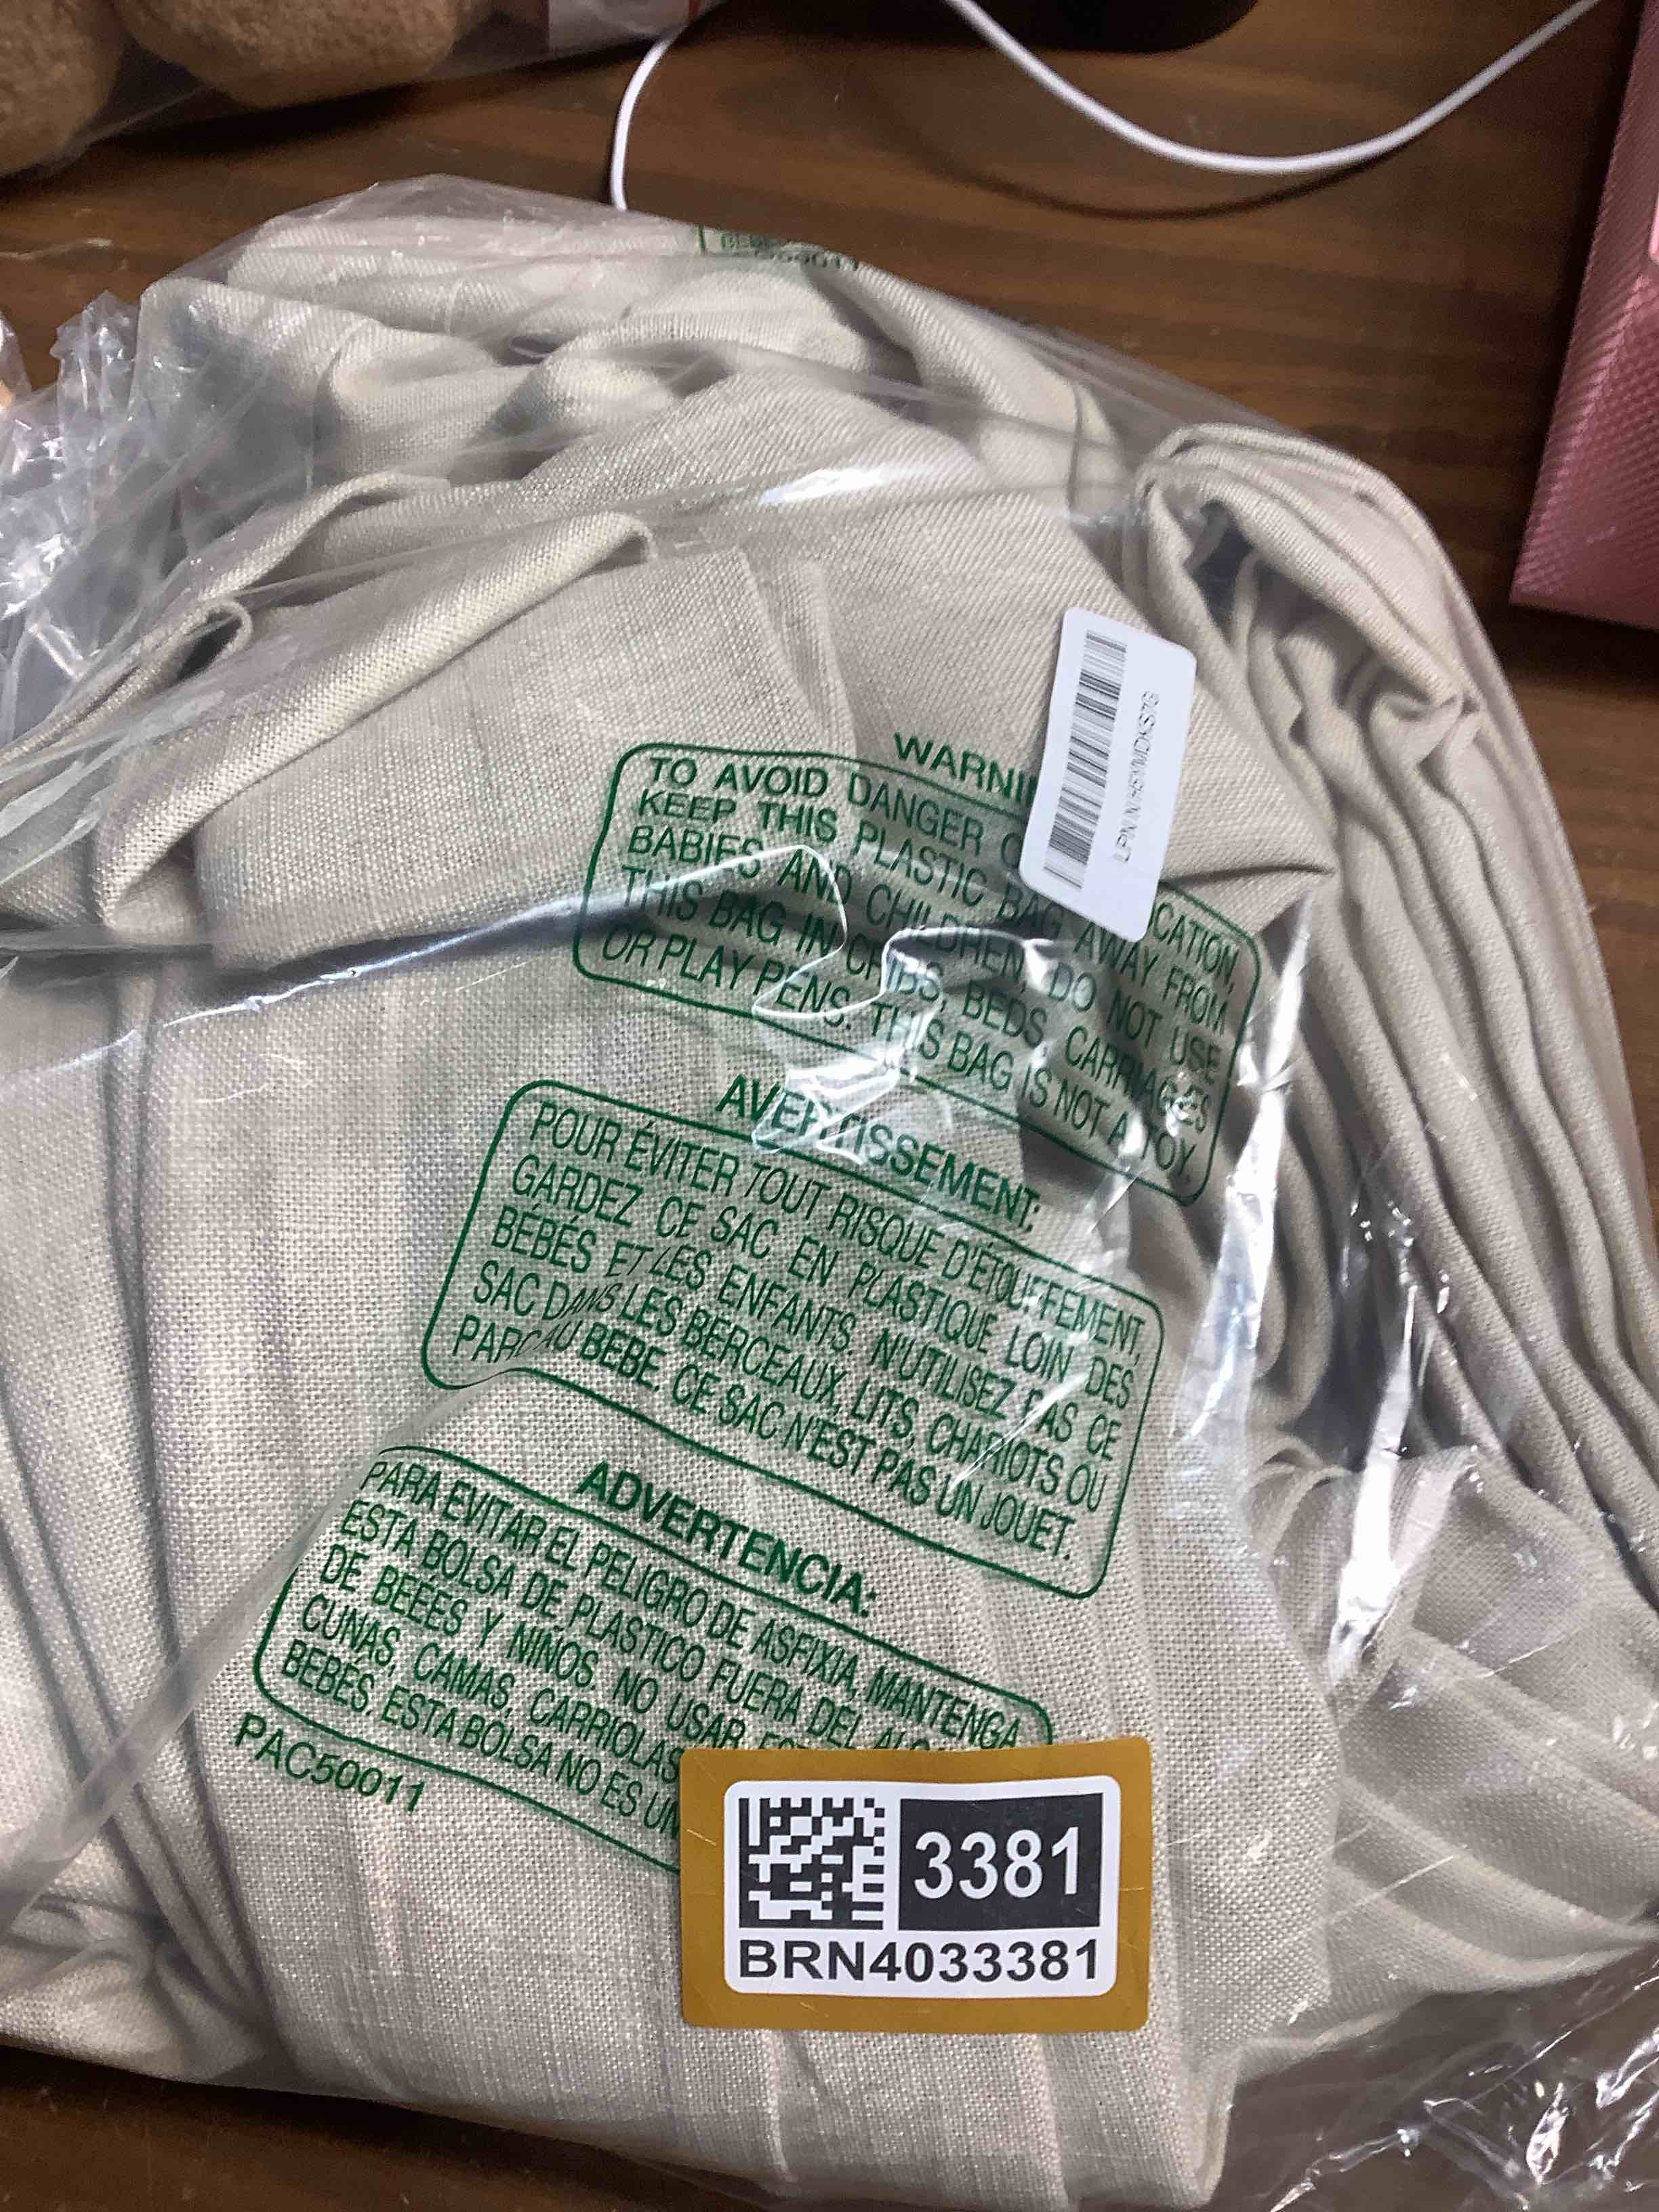 WARNI
TO AVOID DANGER O CATION,
KEEP THIS PLASTIC BAG AWAY FROM
BABIES AND CHILDREN. DO NOT USE
THIS BAG IN CRIBS, BEDS, CARRIAGES
OR PLAY PENS. THIS BAG IS NOT A TOY.
AVERTISSEMENT:
POUR ÉVITER TOUT RISQUE D'ÉTOUFFEMENT,
GARDEZ CE SAC EN PLASTIQUE LOIN DES
BÉBÉS ET LES ENFANTS. N'UTILISEZ PAS CE
SAC DANS LES BERCEAUX, LITS, CHARIOTS OU
PARC AU BEBE. CE SAC N'EST PAS UN JOUET.
ADVERTENCIA:
PARA EVITAR EL PELIGRO DE ASFIXIA, MANTENGA
ESTA BOLSA DE PLASTICO FUERA DEL
DE BEEES Y NIÑOS. NO USAR
CUNAS, CAMAS, CARRIOLAS
BEBÉS. ESTA BOLSA NO ES UN
PAC50011
3381
BRN4033381